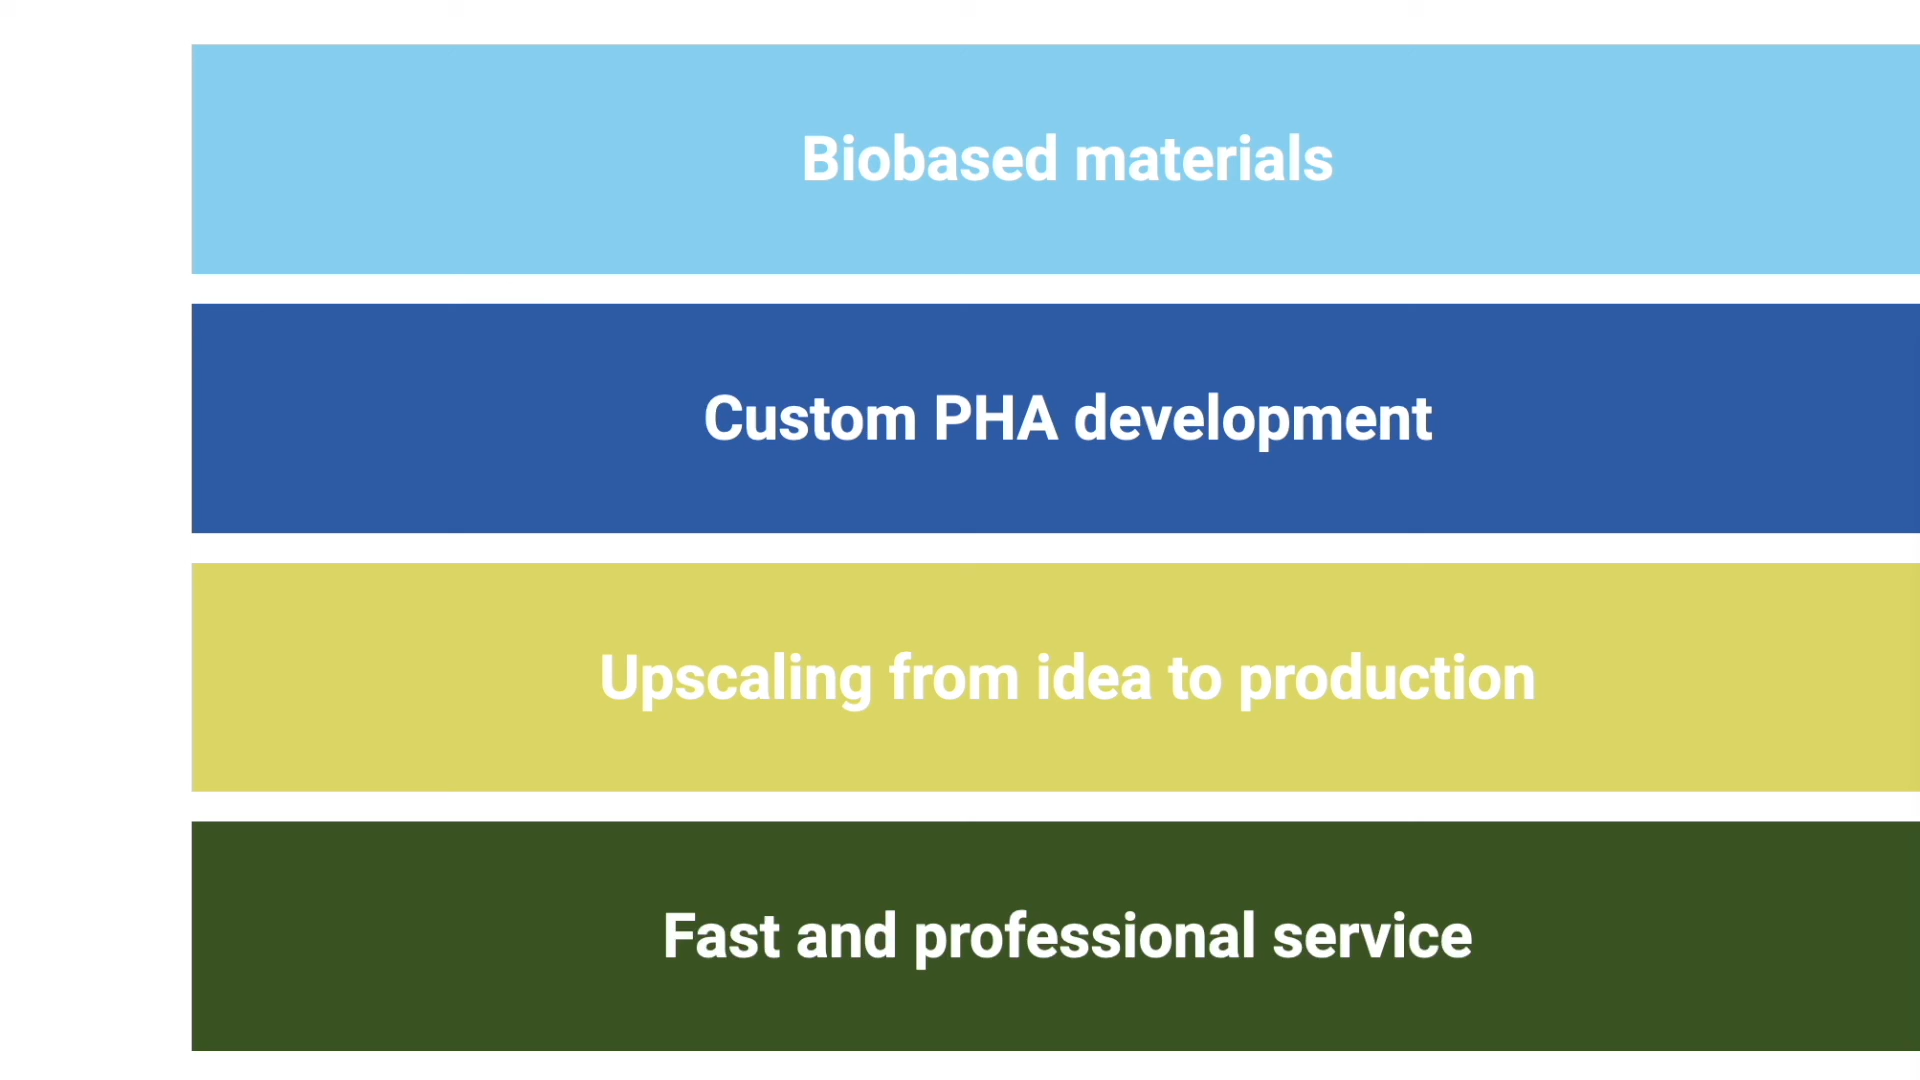 Biobased materials
Custom PHA development
Upscaling from idea to production
Fast and professional service